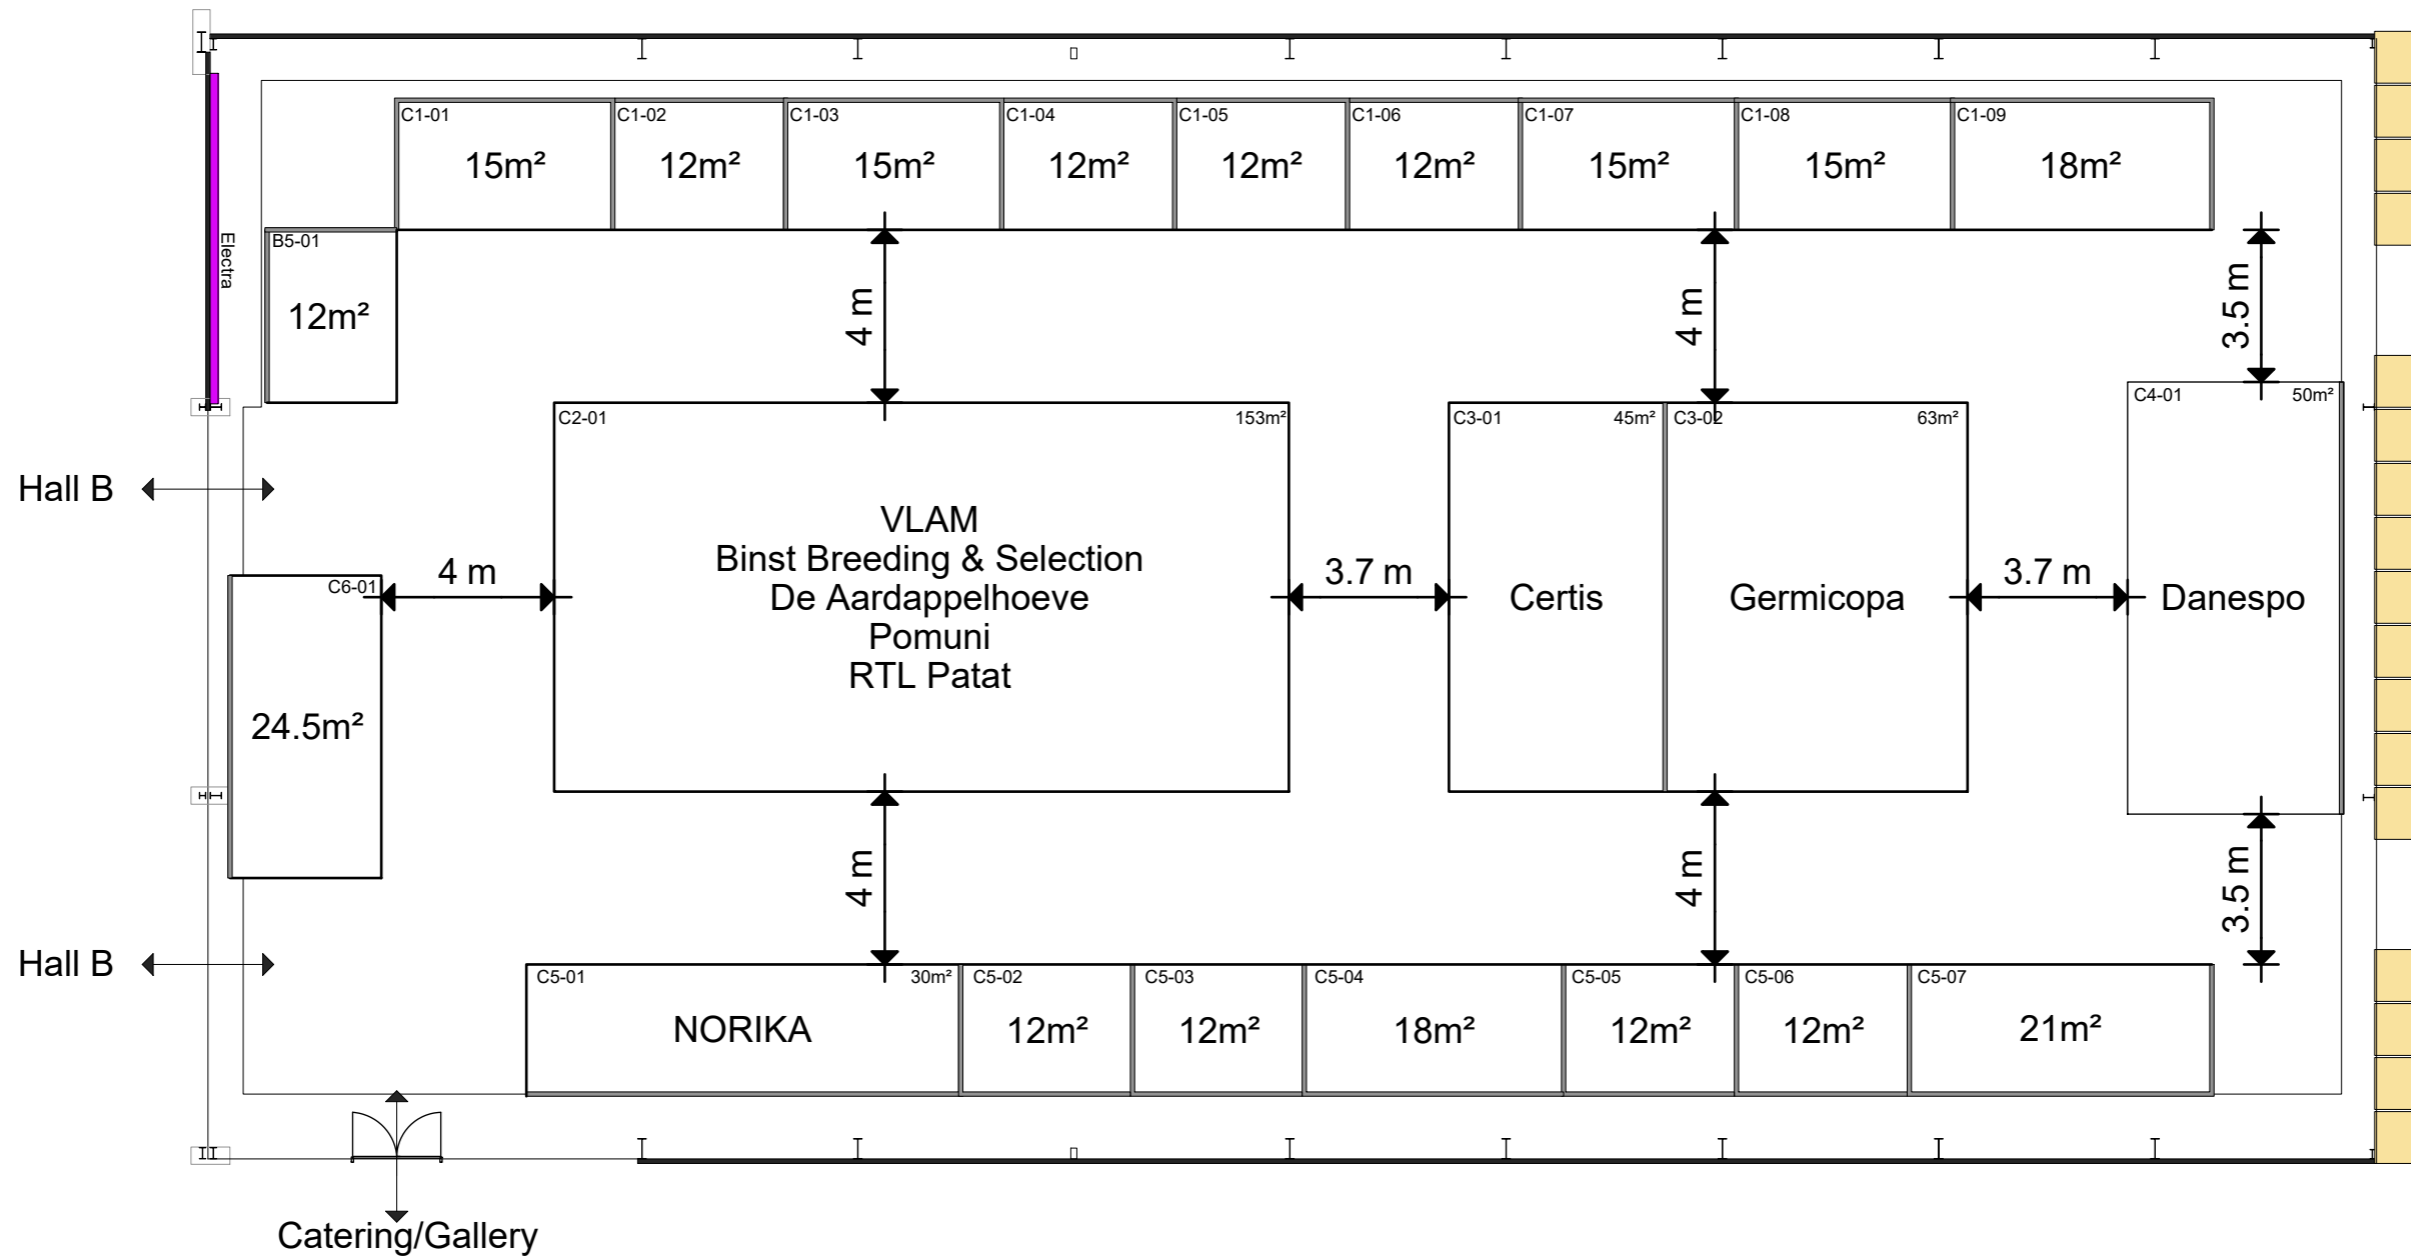 C1-01
15m²
C1-02
12m²
C1-03
15m²
C1-04
12m²
C1-05
12m²
C1-06
12m²
C1-07
15m²
C1-08
15m²
C1-09
18m²
Electra
B5-01
12m²
4 m
4 m
3.5 m
C2-01
153m²
VLAM
Binst Breeding & Selection
De Aardappelhoeve
Pomuni
RTL Patat
C3-01
45m²
Certis
C3-02
63m²
Germicopa
C4-01
50m²
Danespo
Hall B
C6-01
24.5m²
4 m
3.7 m
3.7 m
4 m
4 m
3.5 m
Hall B
C5-01
30m²
NORIKA
C5-02
12m²
C5-03
12m²
C5-04
18m²
C5-05
12m²
C5-06
12m²
C5-07
21m²
Catering/Gallery